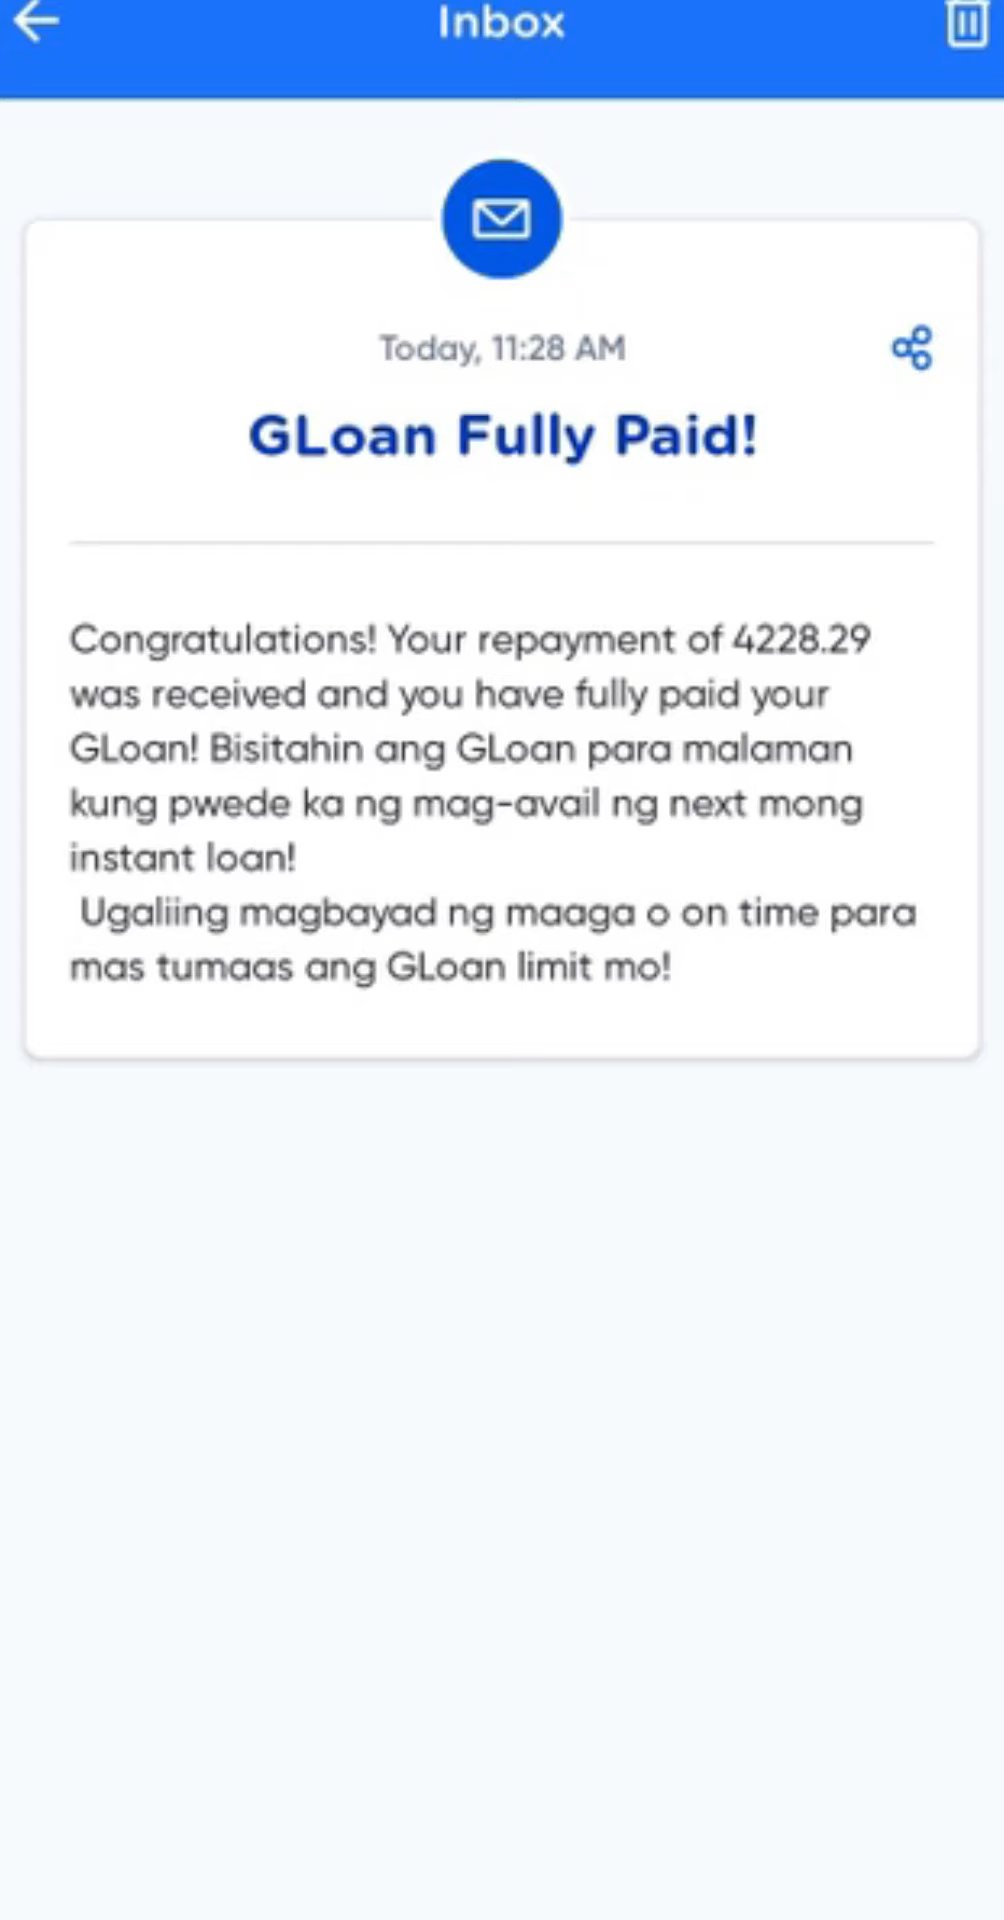 Inbox
Today, 11:28 AM
GLoan Fully Paid!
Congratulations! Your repayment of 4228.29
was received and you have fully paid your
GLoan! Bisitahin ang GLoan para malaman
kung pwede ka ng mag-avail ng next mong
instant loan!
Ugaliing magbayad ng maaga o on time para
mas tumaas ang GLoan limit mo!